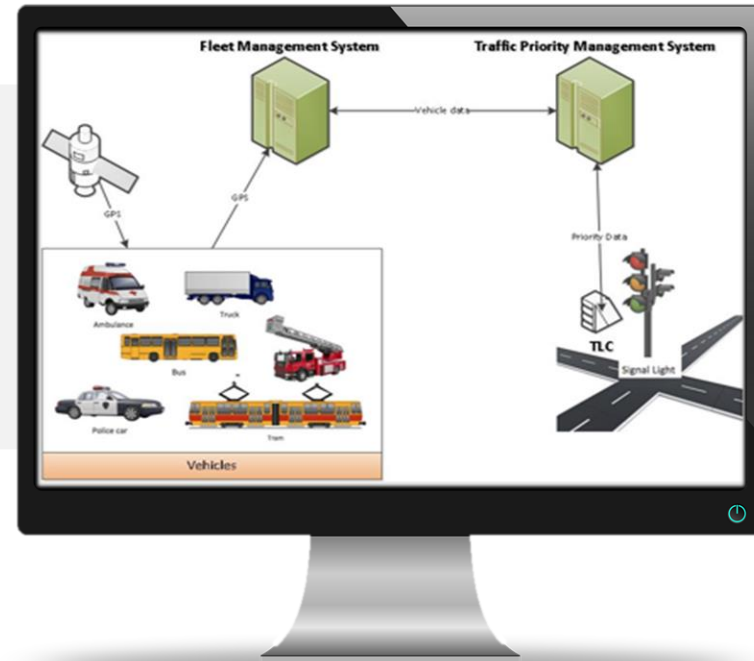 Fleet Management System
Traffic Priority Management System
Vehicle data
GPS
GPS
Priority Data
Ambulance
Truck
Bus
TLC
Signal Light
Police car
Tram
Vehicles